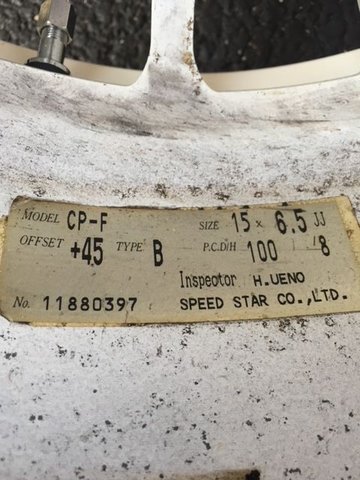 MODEL CP-F SIZE 15 x 6.5 JJ
OFFSET +45 TYPE B P.C.D/H 100 /8
Inspector H.UENO
No. 11880397 SPEED STAR CO.,LTD.